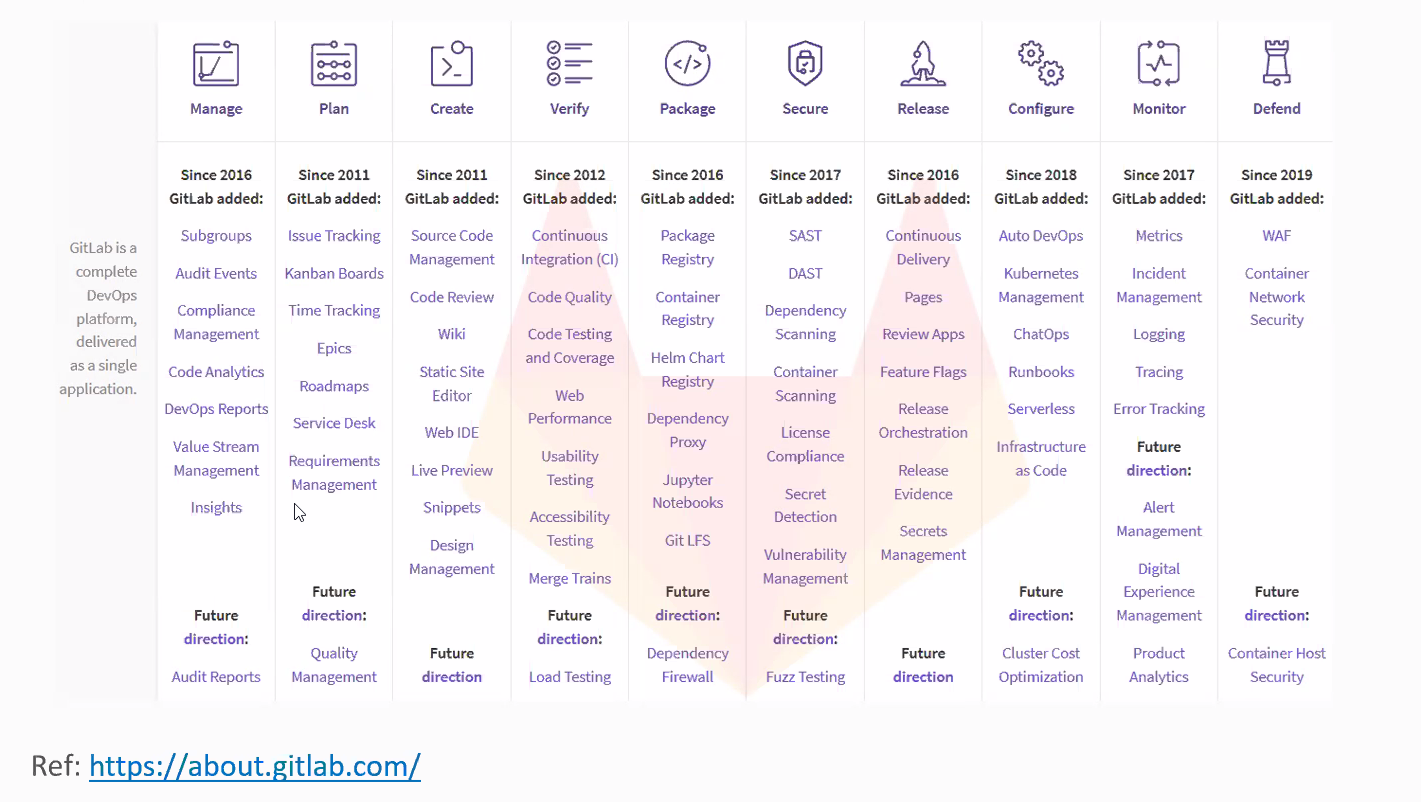 GitLab is a
complete
DevOps
platform,
delivered
as a single
application.
Manage
Since 2016
GitLab added:
Subgroups
Audit Events
Compliance
Management
Code Analytics
DevOps Reports
Value Stream
Management
Insights
Future
direction:
Audit Reports
Plan
Since 2011
GitLab added:
Issue Tracking
Kanban Boards
Time Tracking
Epics
Roadmaps
Service Desk
Requirements
Management
Future
direction:
Quality
Management
Create
Since 2011
GitLab added:
Source Code
Management
Code Review
Wiki
Static Site
Editor
Web IDE
Live Preview
Snippets
Design
Management
Future
direction
Verify
Since 2012
GitLab added:
Continuous
Integration (CI)
Code Quality
Code Testing
and Coverage
Web
Performance
Usability
Testing
Accessibility
Testing
Merge Trains
Future
direction:
Load Testing
Package
Since 2016
GitLab added:
Package
Registry
Container
Registry
Helm Chart
Registry
Dependency
Proxy
Jupyter
Notebooks
Git LFS
Future
direction:
Dependency
Firewall
Secure
Since 2017
GitLab added:
SAST
DAST
Dependency
Scanning
Container
Scanning
License
Compliance
Secret
Detection
Vulnerability
Management
Future
direction:
Fuzz Testing
Release
Since 2016
GitLab added:
Continuous
Delivery
Pages
Review Apps
Feature Flags
Release
Orchestration
Release
Evidence
Secrets
Management
Future
direction
Configure
Since 2018
GitLab added:
Auto DevOps
Kubernetes
Management
ChatOps
Runbooks
Serverless
Infrastructure
as Code
Future
direction:
Cluster Cost
Optimization
Monitor
Since 2017
GitLab added:
Metrics
Incident
Management
Logging
Tracing
Error Tracking
Future
direction:
Alert
Management
Digital
Experience
Management
Product
Analytics
Defend
Since 2019
GitLab added:
WAF
Container
Network
Security
Future
direction:
Container Host
Security
Ref: https://about.gitlab.com/